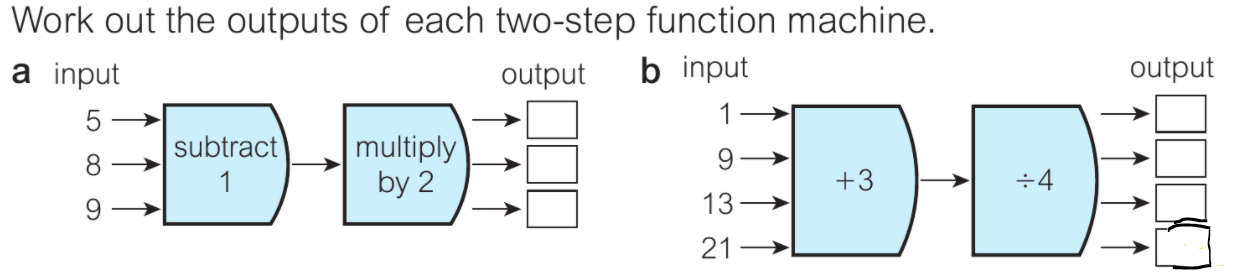 Work out the outputs of each two-step function machine.
a input output
5
8
9
subtract
1
multiply
by 2
b input output
1
9
13
21
+3
÷4